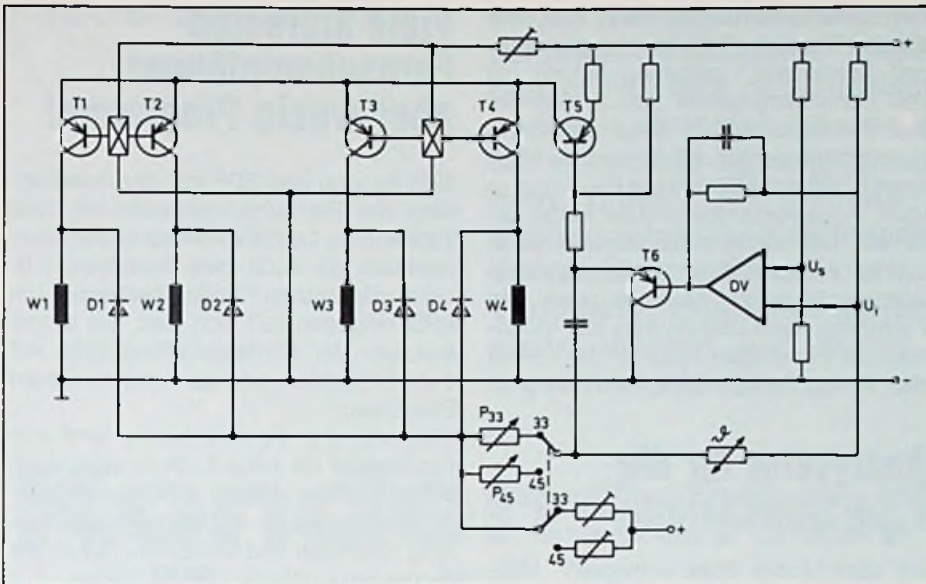 +
T1 T2 T3 T4 T5
T6
DV
Us
Ui
W1 D1 W2 D2 W3 D3 D4 W4
-
P33 33
ϑ
P45 45
33
+
45